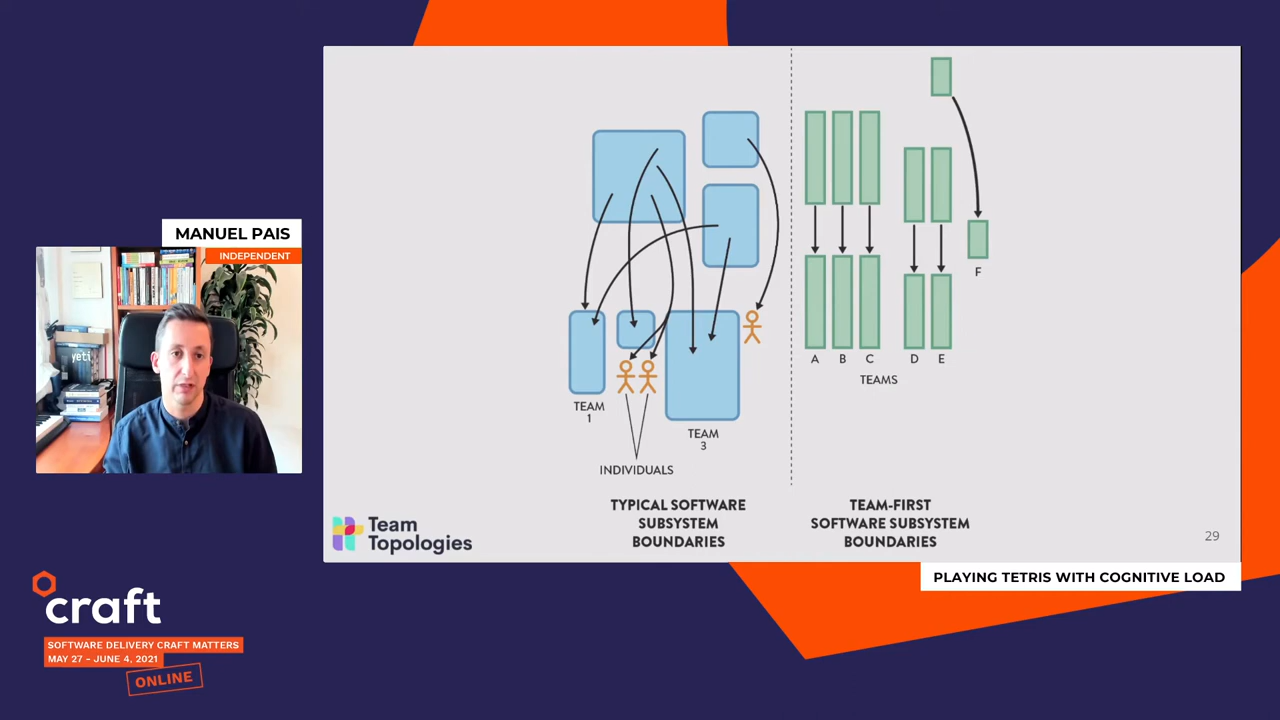 MANUEL PAIS
INDEPENDENT
yeti
TEAM
1
TEAM
3
INDIVIDUALS
TYPICAL SOFTWARE
SUBSYSTEM
BOUNDARIES
A B C D E
F
TEAMS
TEAM-FIRST
SOFTWARE SUBSYSTEM
BOUNDARIES
Team
Topologies
29
PLAYING TETRIS WITH COGNITIVE LOAD
craft
SOFTWARE DELIVERY CRAFT MATTERS
MAY 27 - JUNE 4, 2021
ONLINE